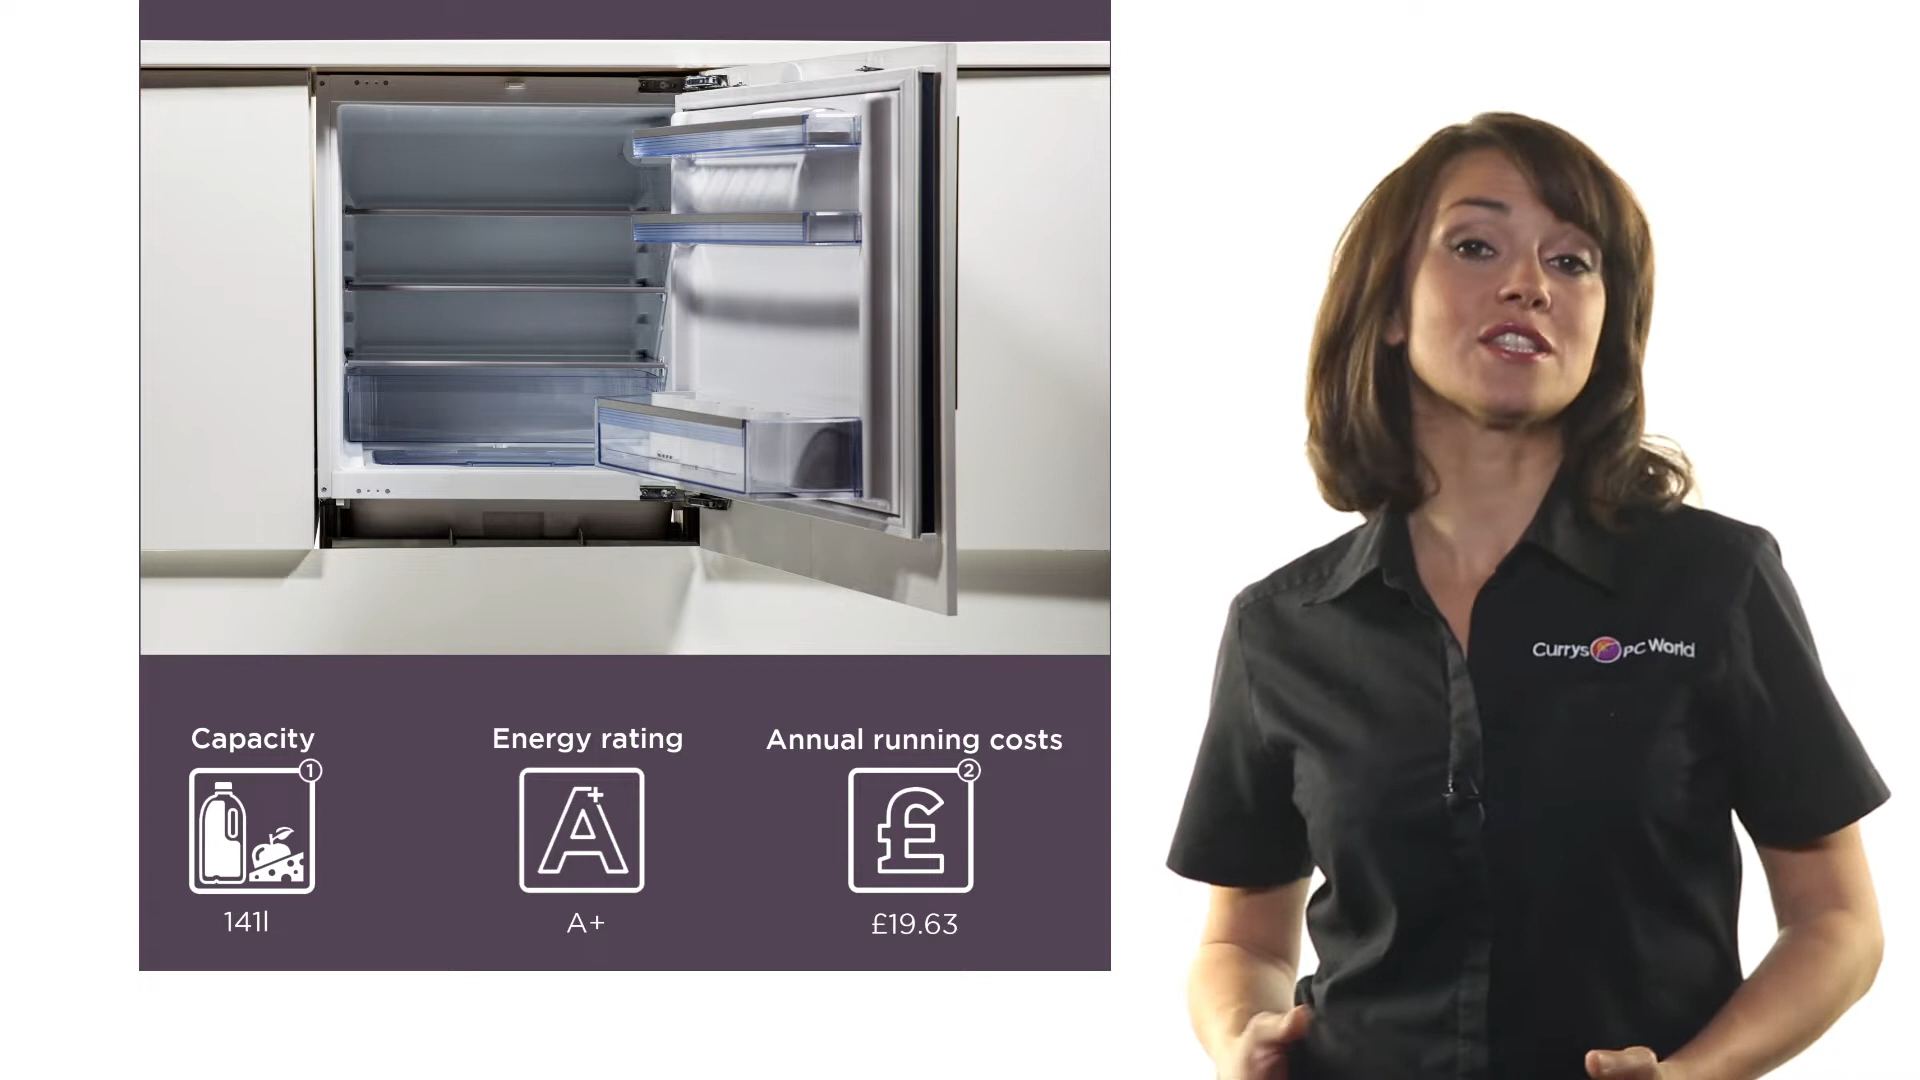 Currys PC World
Capacity
Energy rating
Annual running costs
1
2
A+
£
141l
A+
£19.63